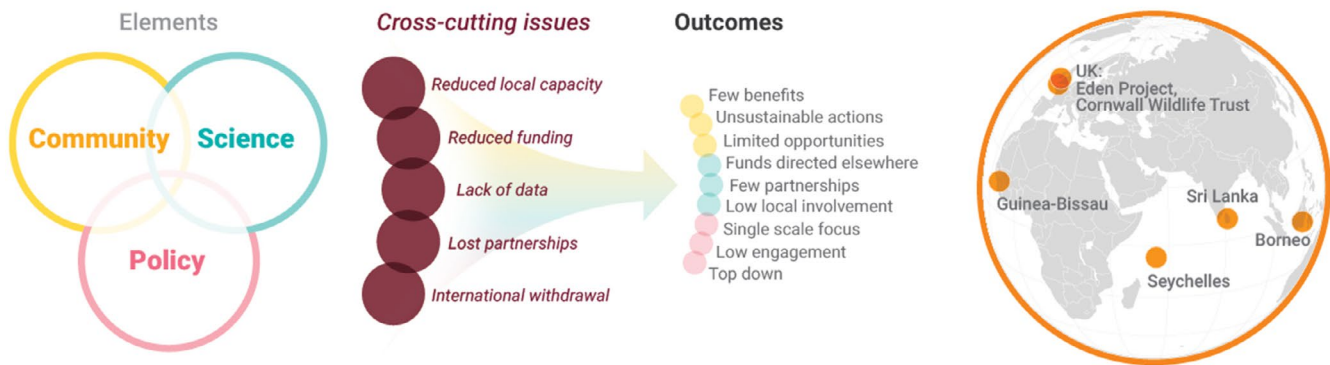 Elements
Community
Science
Policy
Cross-cutting issues
Reduced local capacity
Reduced funding
Lack of data
Lost partnerships
International withdrawal
Outcomes
Few benefits
Unsustainable actions
Limited opportunities
Funds directed elsewhere
Few partnerships
Low local involvement
Single scale focus
Low engagement
Top down
UK:
Eden Project,
Cornwall Wildlife Trust
Guinea-Bissau
Sri Lanka
Borneo
Seychelles